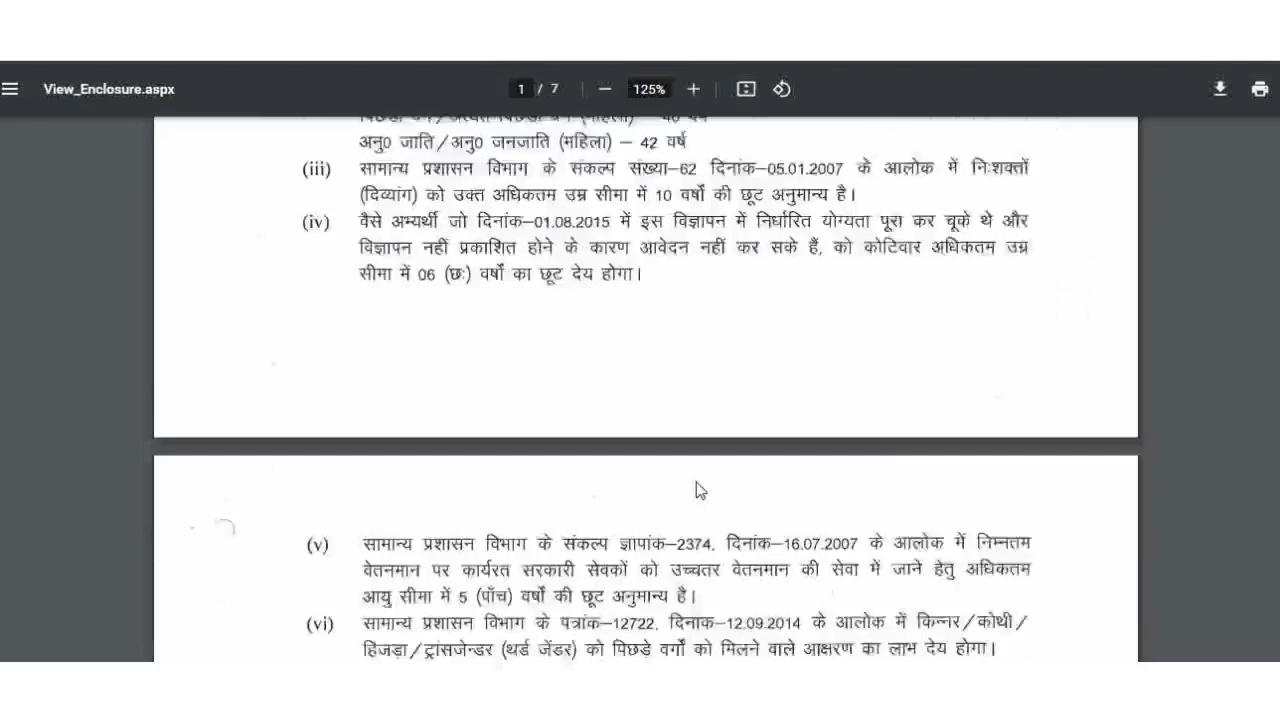 View_Enclosure.aspx
1 / 7
125%
अनु0 जाति/अनु0 जनजाति (महिला) – 42 वर्ष
(iii) सामान्य प्रशासन विभाग के संकल्प संख्या–62 दिनांक–05.01.2007 के आलोक में निःशक्तों
(दिव्यांग) को उक्त अधिकतम उम्र सीमा में 10 वर्षों की छूट अनुमान्य है।
(iv) वैसे अभ्यर्थी जो दिनांक–01.08.2015 में इस विज्ञापन में निर्धारित योग्यता पूरा कर चूके थे और
विज्ञापन नहीं प्रकाशित होने के कारण आवेदन नहीं कर सके हैं, को कोटिवार अधिकतम उम्र
सीमा में 06 (छः) वर्षों का छूट देय होगा।
(v) सामान्य प्रशासन विभाग के संकल्प ज्ञापांक–2374, दिनांक–16.07.2007 के आलोक में निम्नतम
वेतनमान पर कार्यरत सरकारी सेवकों को उच्चतर वेतनमान की सेवा में जाने हेतु अधिकतम
आयु सीमा में 5 (पाँच) वर्षों की छूट अनुमान्य है।
(vi) सामान्य प्रशासन विभाग के पत्रांक–12722, दिनाक–12.09.2014 के आलोक में किन्नर/कोथी/
हिजड़ा/ट्रांसजेन्डर (थर्ड जेंडर) को पिछड़े वर्गों को मिलने वाले आक्षरण का लाभ देय होगा।